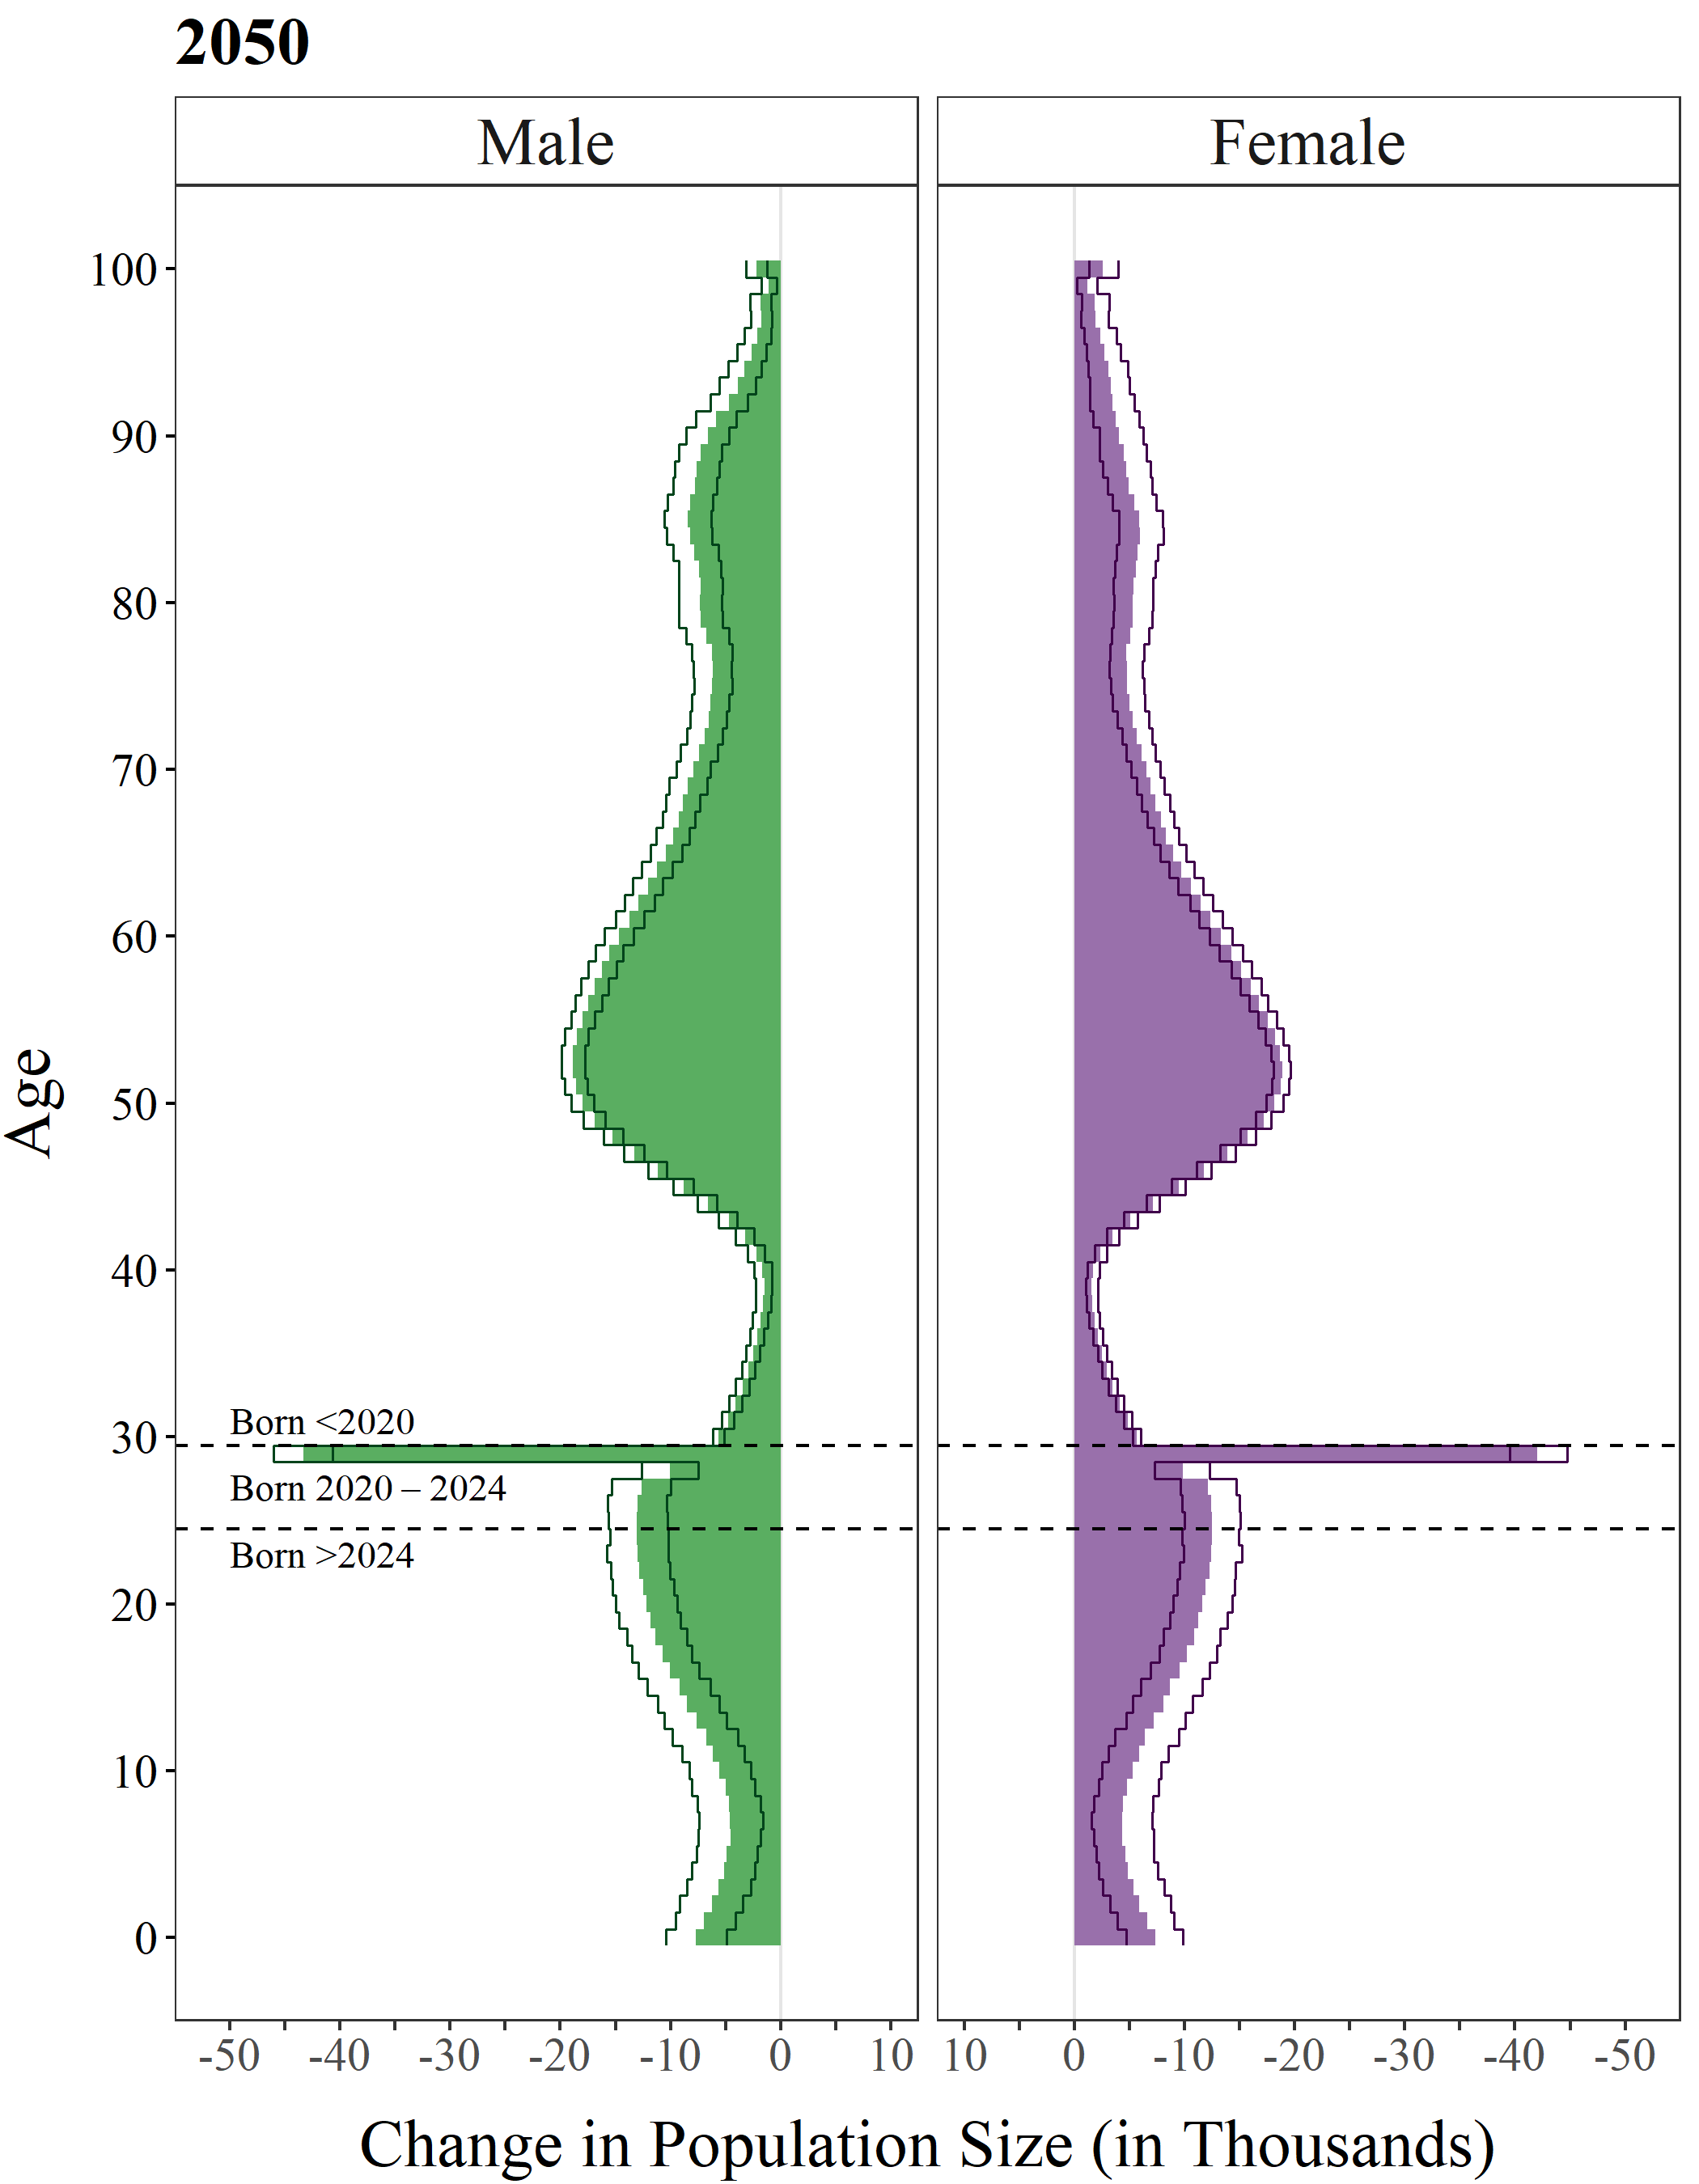 2050
Male
Female
100
90
80
70
60
50
40
30
20
10
0
Age
Born <2020
Born 2020 – 2024
Born >2024
-50 -40 -30 -20 -10 0 10
10 0 -10 -20 -30 -40 -50
Change in Population Size (in Thousands)